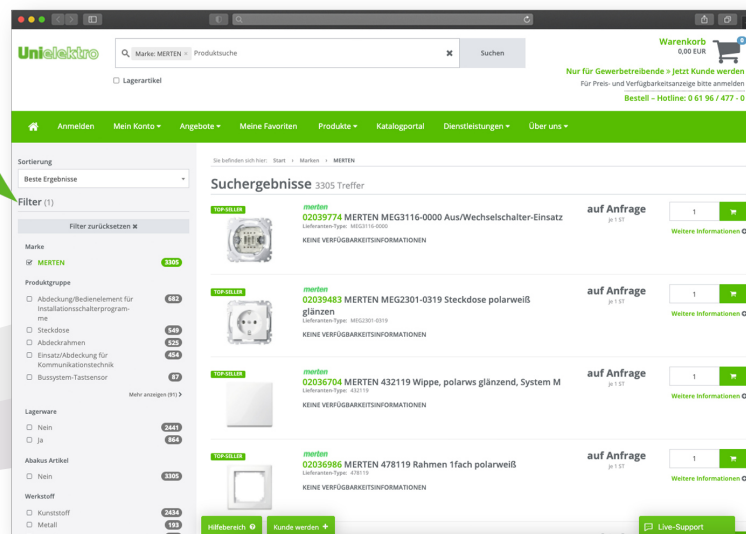 Unielektro
Marke: MERTEN × Produktsuche
Suchen
Lagerartikel
Warenkorb
0
0,00 EUR
Nur für Gewerbetreibende » Jetzt Kunde werden
Für Preis- und Verfügbarkeitsanzeige bitte anmelden
Bestell – Hotline: 0 61 96 / 477 - 0
Anmelden Mein Konto Angebote Meine Favoriten Produkte Katalogportal Dienstleistungen Über uns
Sortierung
Beste Ergebnisse
Filter (1)
Filter zurücksetzen ×
Marke
MERTEN 3305
Produktgruppe
Abdeckung/Bedienelement für 682
Installationsschalterprogram-
me
Steckdose 549
Abdeckrahmen 525
Einsatz/Abdeckung für 454
Kommunikationstechnik
Bussystem-Tastsensor 87
Mehr anzeigen (91)
Lagerware
Nein 2441
Ja 864
Abakus Artikel
Nein 3305
Werkstoff
Kunststoff 2434
Metall 193
Sie befinden sich hier: Start › Marken › MERTEN
Suchergebnisse 3305 Treffer
TOP-SELLER
merten
02039774 MERTEN MEG3116-0000 Aus/Wechselschalter-Einsatz
Lieferanten-Type: MEG3116-0000
KEINE VERFÜGBARKEITSINFORMATIONEN
auf Anfrage
je 1 ST
1
Weitere Informationen
TOP-SELLER
merten
02039483 MERTEN MEG2301-0319 Steckdose polarweiß
glänzen
Lieferanten-Type: MEG2301-0319
KEINE VERFÜGBARKEITSINFORMATIONEN
auf Anfrage
je 1 ST
1
Weitere Informationen
TOP-SELLER
merten
02036704 MERTEN 432119 Wippe, polarws glänzend, System M
Lieferanten-Type: 432119
KEINE VERFÜGBARKEITSINFORMATIONEN
auf Anfrage
je 1 ST
1
Weitere Informationen
TOP-SELLER
merten
02036986 MERTEN 478119 Rahmen 1fach polarweiß
Lieferanten-Type: 478119
KEINE VERFÜGBARKEITSINFORMATIONEN
auf Anfrage
je 1 ST
1
Weitere Informationen
Hilfebereich
Kunde werden +
Live-Support